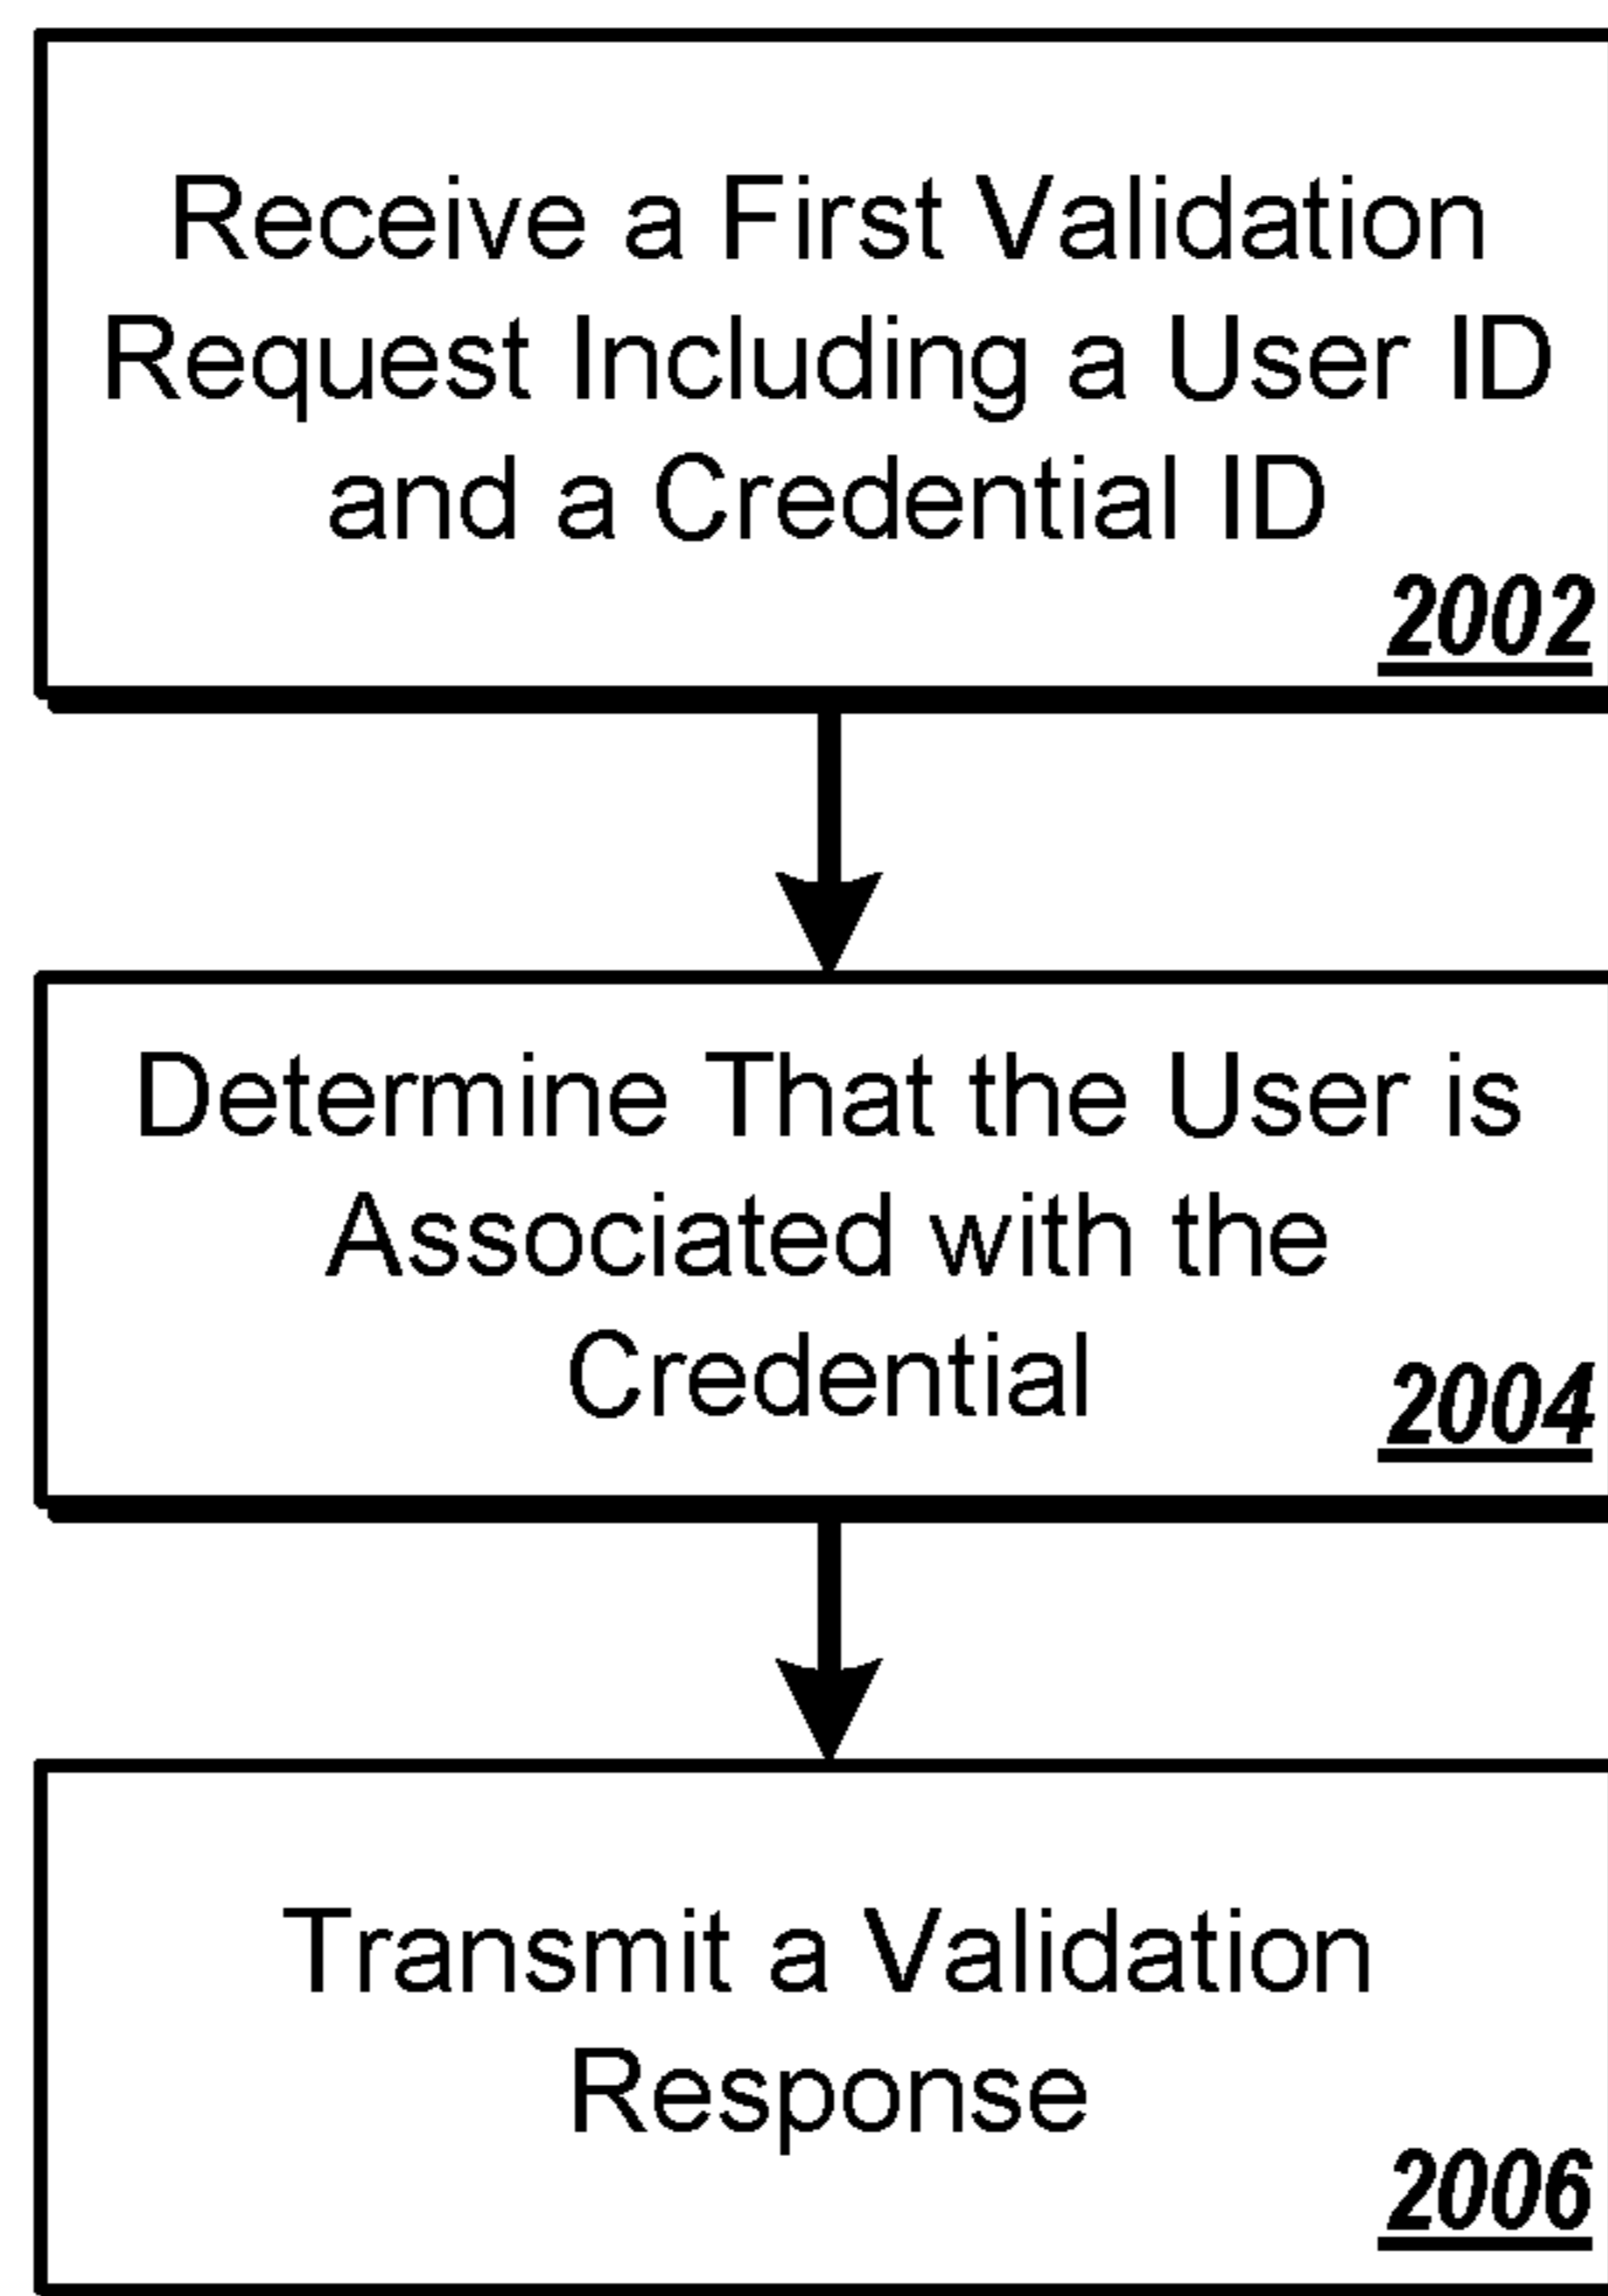 Receive a First Validation
Request Including a User ID
and a Credential ID
2002
Determine That the User is
Associated with the
Credential
2004
Transmit a Validation
Response
2006